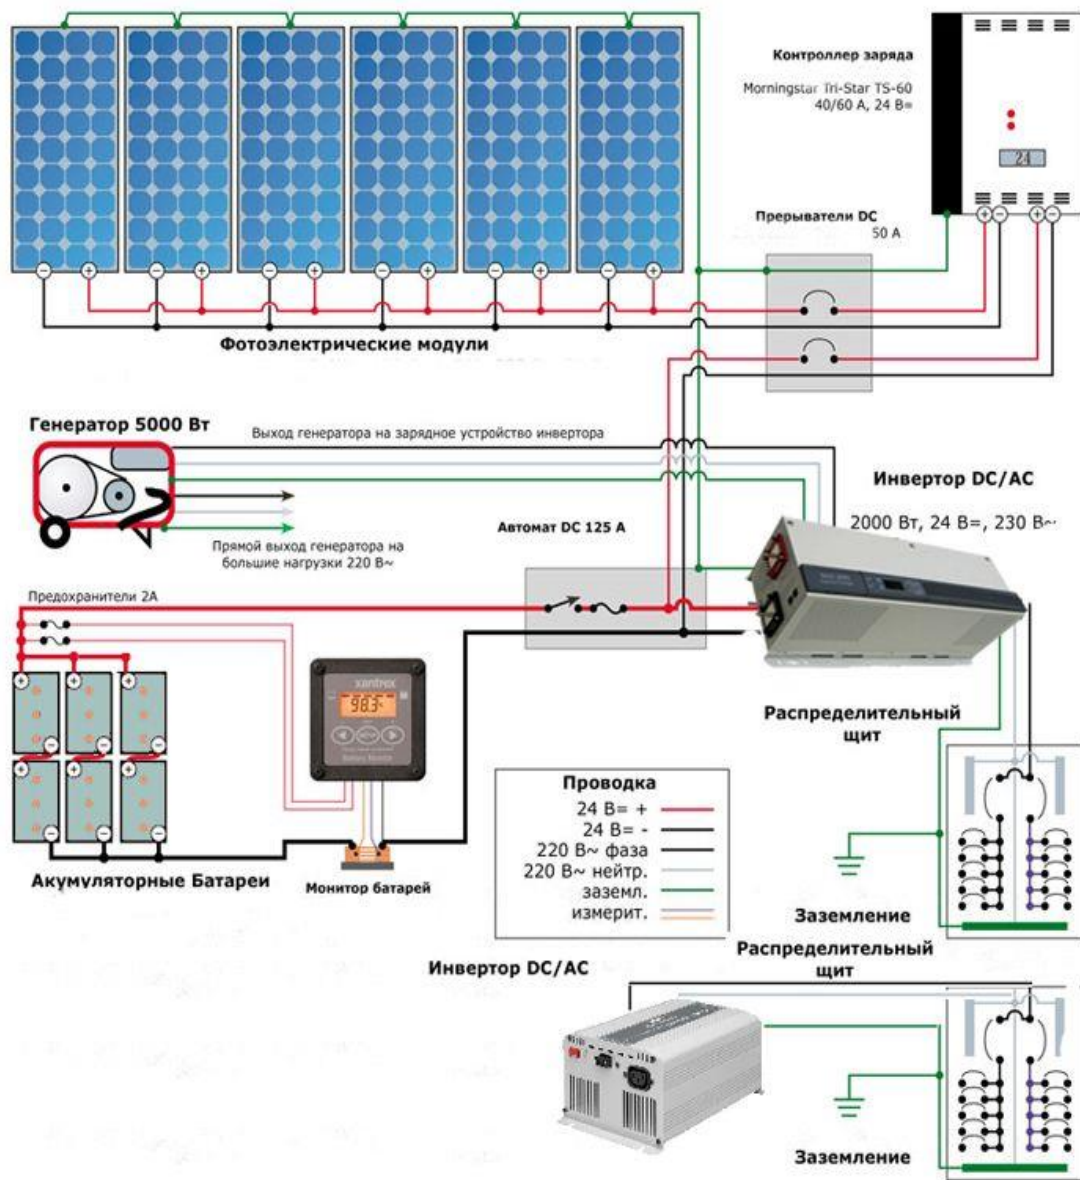 Контроллер заряда
Morningstar Tri-Star TS-60
40/60 А, 24 В=
24
Прерыватели DC
50 А
Фотоэлектрические модули
Генератор 5000 Вт
Выход генератора на зарядное устройство инвертора
Инвертор DC/AC
2000 Вт, 24 В=, 230 В~
Автомат DC 125 А
Прямой выход генератора на
большие нагрузки 220 В~
Предохранители 2А
xantrex
98.3
Распределительный
щит
Проводка
24 В= +
24 В= -
220 В~ фаза
220 В~ нейтр.
заземл.
измерит.
Акумуляторные Батареи
Монитор батарей
Заземление
Распределительный
щит
Инвертор DC/AC
Заземление